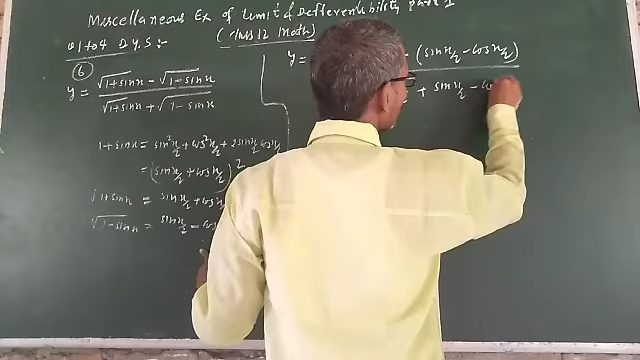 Miscellaneous Ex of Limit & Differentiability part I
(Class 12 Math)
Q1 to 4 D.Y.S :-
(6)
y = √1+sinx − √1−sinx / √1+sinx + √1−sinx
1+sinx = sin²x/2 + cos²x/2 + 2sinx/2 cosx/2
= (sinx/2 + cosx/2)²
√1+sinx = sinx/2 + cosx/2
√1−sinx = sinx/2 − cos
y = − (sinx/2 − cosx/2)
+ sinx/2 − co